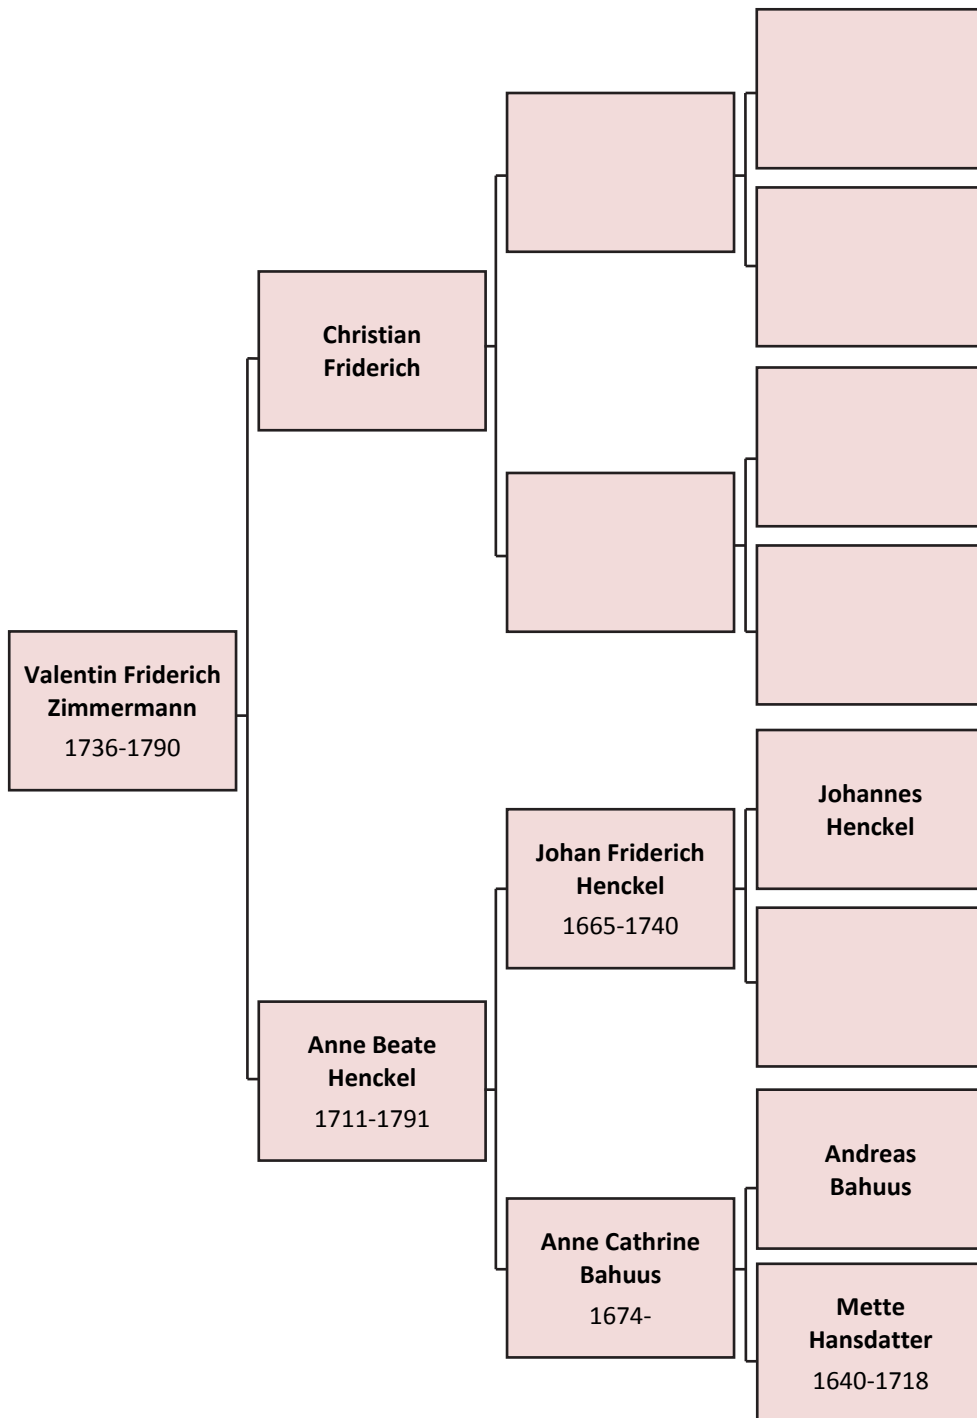 Christian
Friderich
Valentin Friderich
Zimmermann
1736-1790
Johannes
Henckel
Johan Friderich
Henckel
1665-1740
Anne Beate
Henckel
1711-1791
Andreas
Bahuus
Anne Cathrine
Bahuus
1674-
Mette
Hansdatter
1640-1718